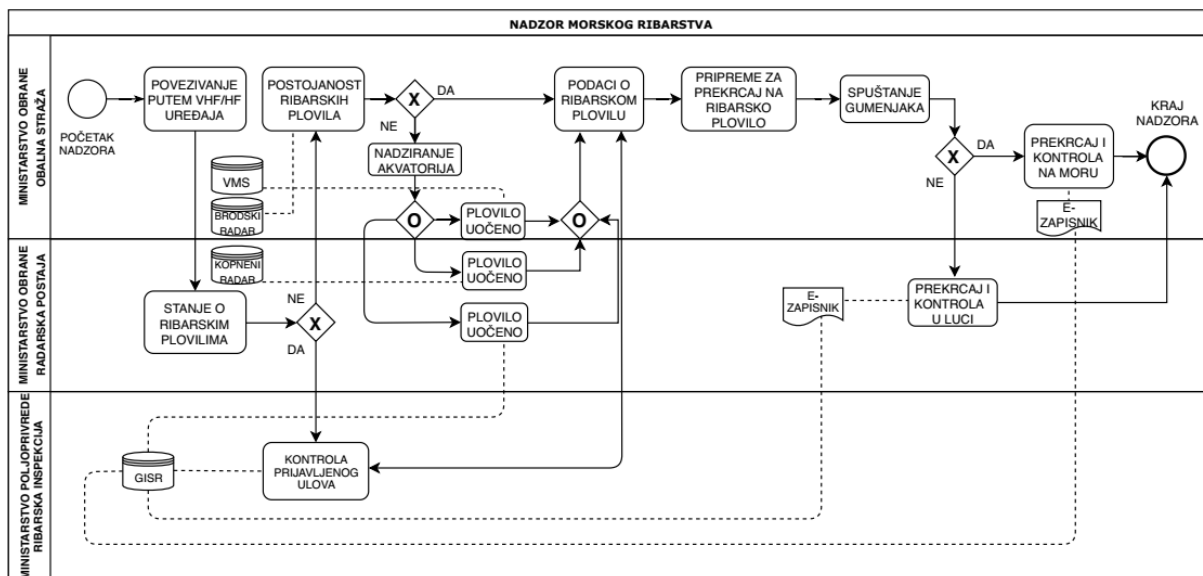 NADZOR MORSKOG RIBARSTVA
MINISTARSTVO OBRANE
OBALNA STRAŽA
POČETAK
NADZORA
POVEZIVANJE
PUTEM VHF/HF
UREĐAJA
POSTOJANOST
RIBARSKIH
PLOVILA
X
DA
NE
NADZIRANJE
AKVATORIJA
VMS
BRODSKI
RADAR
O
PLOVILO
UOČENO
O
PODACI O
RIBARSKOM
PLOVILU
PRIPREME ZA
PREKRCAJ NA
RIBARSKO
PLOVILO
SPUŠTANJE
GUMENJAKA
X
DA
NE
PREKRCAJ I
KONTROLA
NA MORU
KRAJ
NADZORA
E-
ZAPISNIK
MINISTARSTVO OBRANE
RADARSKA POSTAJA
KOPNENI
RADAR
STANJE O
RIBARSKIM
PLOVILIMA
NE
X
DA
PLOVILO
UOČENO
PLOVILO
UOČENO
E-
ZAPISNIK
PREKRCAJ I
KONTROLA
U LUCI
MINISTARSTVO POLJOPRIVREDE
RIBARSKA INSPEKCIJA
GISR
KONTROLA
PRIJAVLJENOG
ULOVA